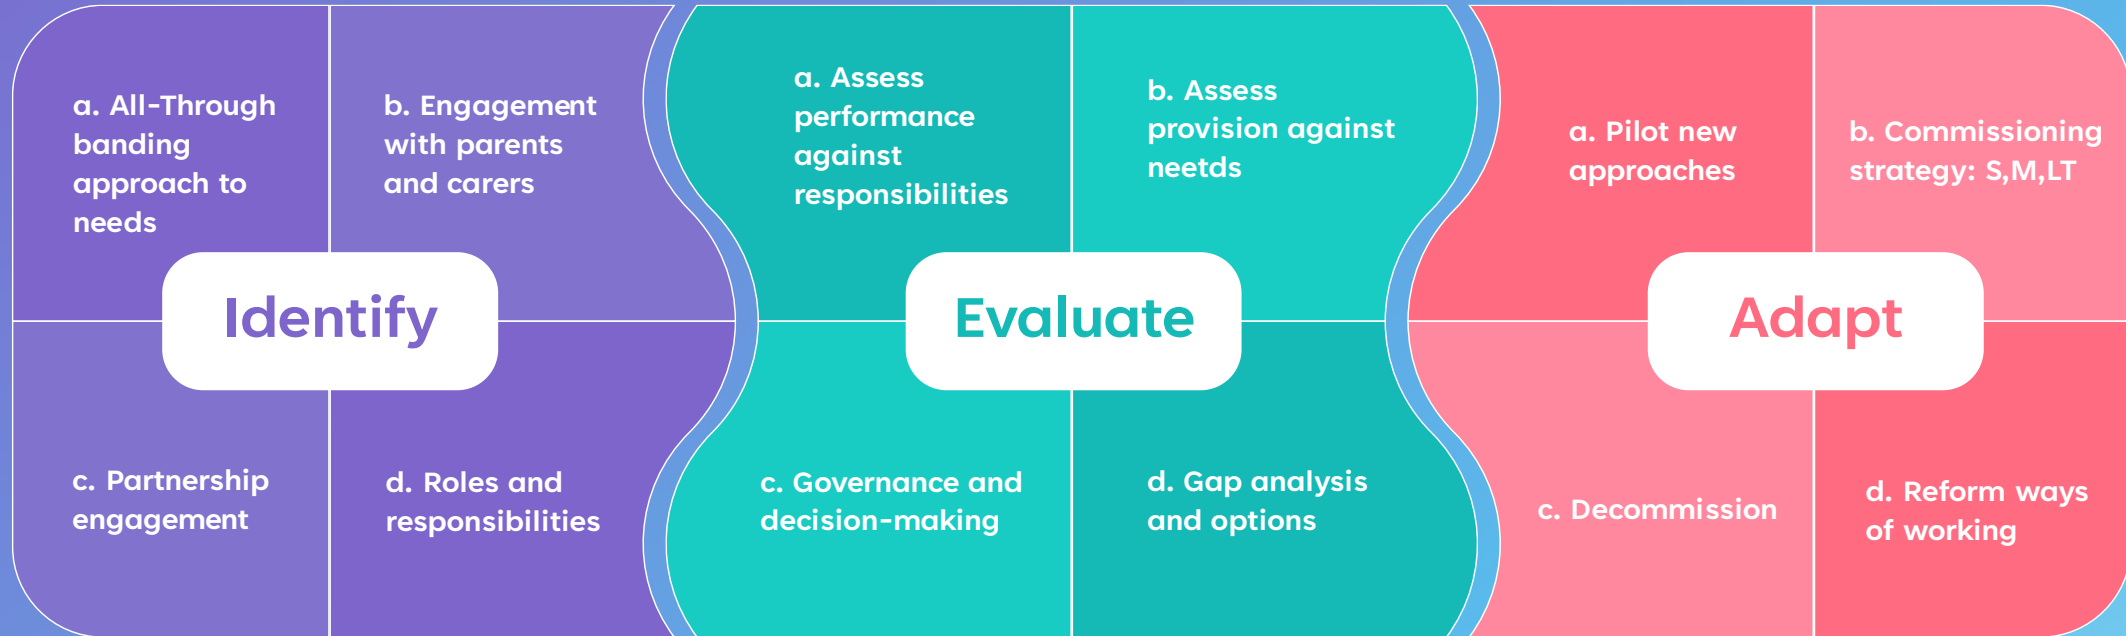 a. All-Through
banding
approach to
needs
b. Engagement
with parents
and carers
Identify
c. Partnership
engagement
d. Roles and
responsibilities
a. Assess
performance
against
responsibilities
b. Assess
provision against
neetds
Evaluate
c. Governance and
decision-making
d. Gap analysis
and options
a. Pilot new
approaches
b. Commissioning
strategy: S,M,LT
Adapt
c. Decommission
d. Reform ways
of working